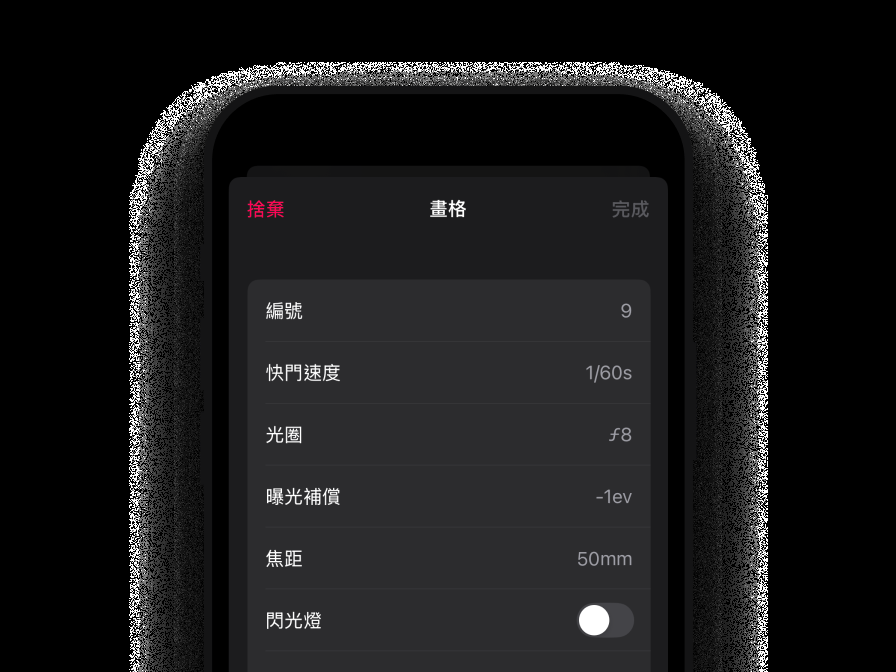 捨棄 畫格 完成
編號 9
快門速度 1/60s
光圈 ƒ8
曝光補償 -1ev
焦距 50mm
閃光燈